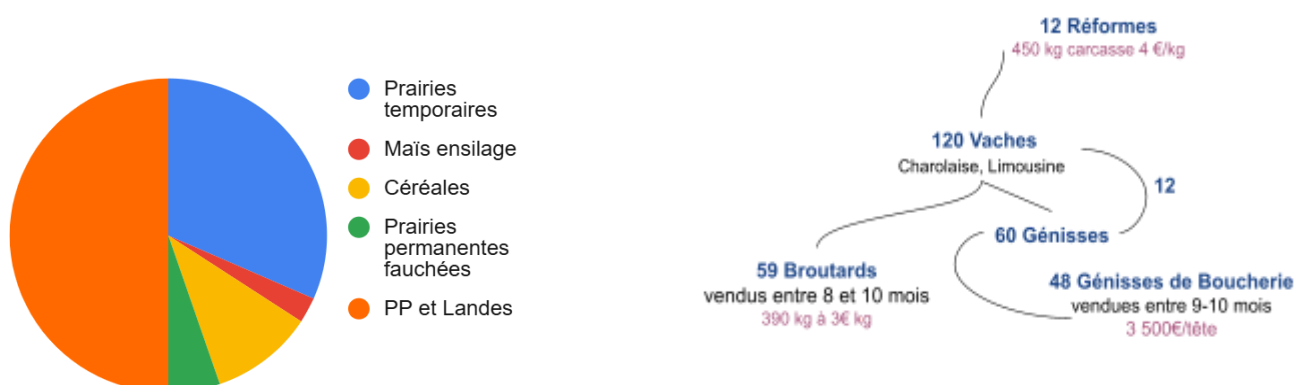 Prairies
temporaires
Maïs ensilage
Céréales
Prairies
permanentes
fauchées
PP et Landes
12 Réformes
450 kg carcasse 4 €/kg
120 Vaches
Charolaise, Limousine
12
60 Génisses
59 Broutards
vendus entre 8 et 10 mois
390 kg à 3€ kg
48 Génisses de Boucherie
vendues entre 9-10 mois
3 500€/tête